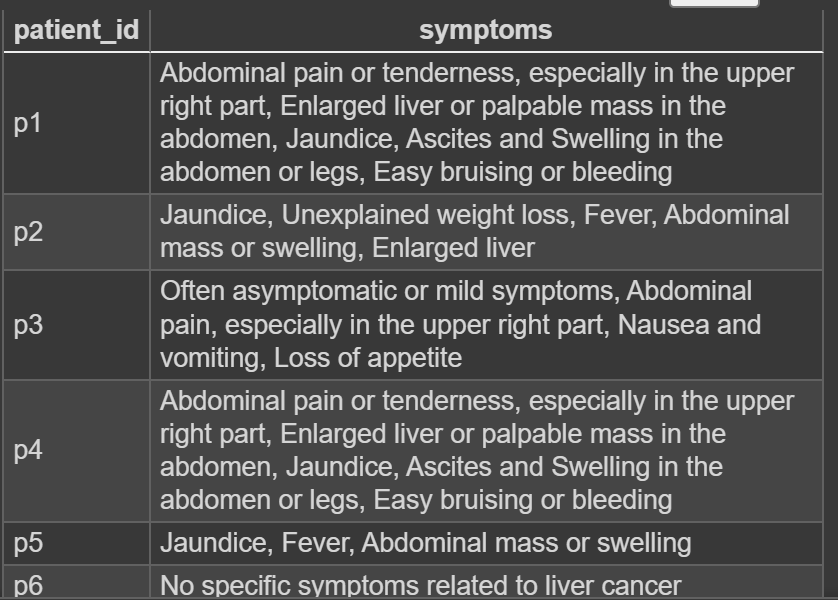 patient_id symptoms
p1
Abdominal pain or tenderness, especially in the upper
right part, Enlarged liver or palpable mass in the
abdomen, Jaundice, Ascites and Swelling in the
abdomen or legs, Easy bruising or bleeding
p2
Jaundice, Unexplained weight loss, Fever, Abdominal
mass or swelling, Enlarged liver
p3
Often asymptomatic or mild symptoms, Abdominal
pain, especially in the upper right part, Nausea and
vomiting, Loss of appetite
p4
Abdominal pain or tenderness, especially in the upper
right part, Enlarged liver or palpable mass in the
abdomen, Jaundice, Ascites and Swelling in the
abdomen or legs, Easy bruising or bleeding
p5 Jaundice, Fever, Abdominal mass or swelling
p6 No specific symptoms related to liver cancer